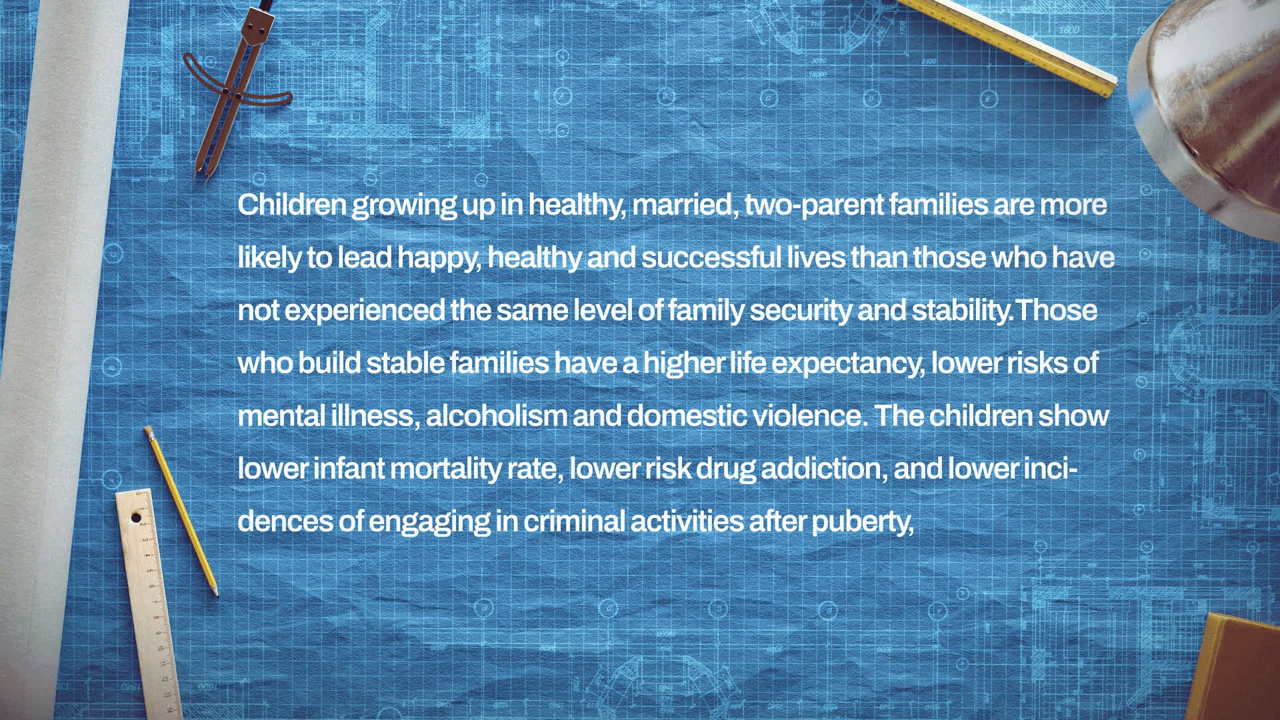 Children growing up in healthy, married, two-parent families are more
likely to lead happy, healthy and successful lives than those who have
not experienced the same level of family security and stability.Those
who build stable families have a higher life expectancy, lower risks of
mental illness, alcoholism and domestic violence. The children show
lower infant mortality rate, lower risk drug addiction, and lower inci-
dences of engaging in criminal activities after puberty,